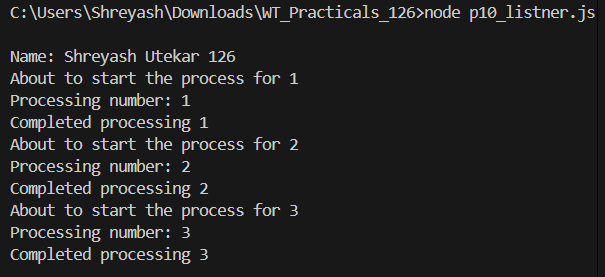 C:\Users\Shreyash\Downloads\WT_Practicals_126>node p10_listner.js
Name: Shreyash Utekar 126
About to start the process for 1
Processing number: 1
Completed processing 1
About to start the process for 2
Processing number: 2
Completed processing 2
About to start the process for 3
Processing number: 3
Completed processing 3